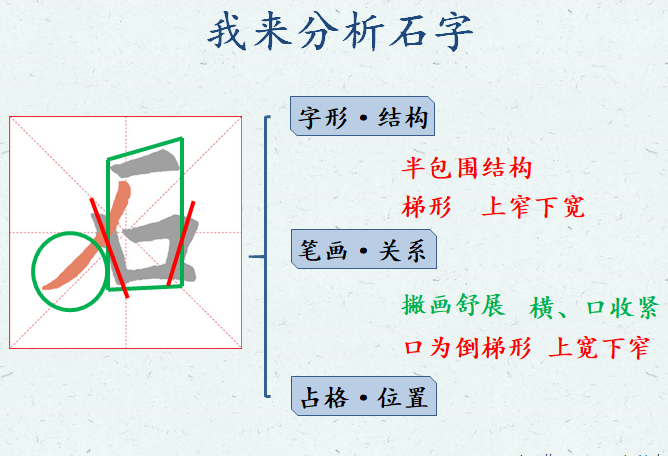 我来分析石字
字形·结构
半包围结构
梯形 上窄下宽
笔画·关系
撇画舒展 横、口收紧
口为倒梯形 上宽下窄
占格·位置
石